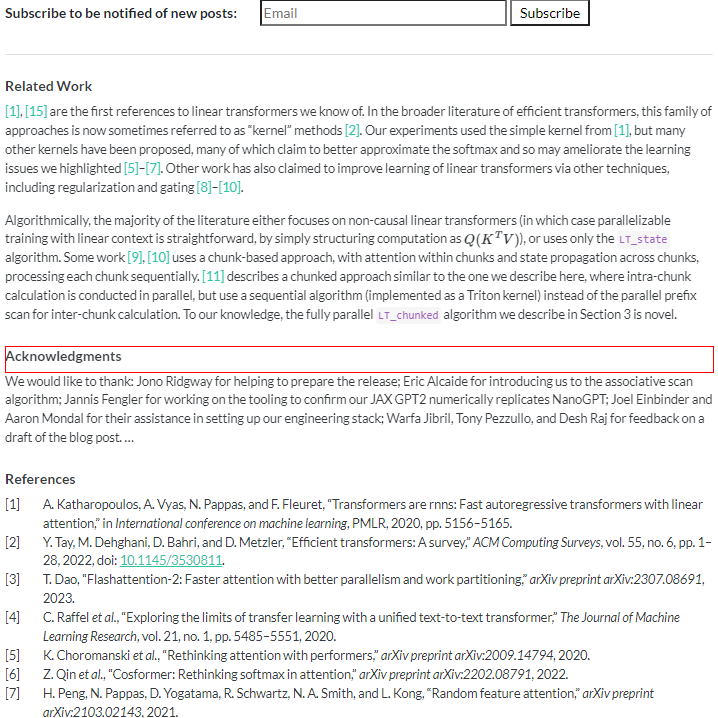 Subscribe to be notified of new posts: Email Subscribe
Related Work
[1], [15] are the first references to linear transformers we know of. In the broader literature of efficient transformers, this family of
approaches is now sometimes referred to as “kernel” methods [2]. Our experiments used the simple kernel from [1], but many
other kernels have been proposed, many of which claim to better approximate the softmax and so may ameliorate the learning
issues we highlighted [5]–[7]. Other work has also claimed to improve learning of linear transformers via other techniques,
including regularization and gating [8]–[10].
Algorithmically, the majority of the literature either focuses on non-causal linear transformers (in which case parallelizable
training with linear context is straightforward, by simply structuring computation as Q(KᵀV)), or uses only the LT_state
algorithm. Some work [9], [10] uses a chunk-based approach, with attention within chunks and state propagation across chunks,
processing each chunk sequentially. [11] describes a chunked approach similar to the one we describe here, where intra-chunk
calculation is conducted in parallel, but use a sequential algorithm (implemented as a Triton kernel) instead of the parallel prefix
scan for inter-chunk calculation. To our knowledge, the fully parallel LT_chunked algorithm we describe in Section 3 is novel.
Acknowledgments
We would like to thank: Jono Ridgway for helping to prepare the release; Eric Alcaide for introducing us to the associative scan
algorithm; Jannis Fengler for working on the tooling to confirm our JAX GPT2 numerically replicates NanoGPT; Joel Einbinder and
Aaron Mondal for their assistance in setting up our engineering stack; Warfa Jibril, Tony Pezzullo, and Desh Raj for feedback on a
draft of the blog post. …
References
[1] A. Katharopoulos, A. Vyas, N. Pappas, and F. Fleuret, “Transformers are rnns: Fast autoregressive transformers with linear
attention,” in International conference on machine learning, PMLR, 2020, pp. 5156–5165.
[2] Y. Tay, M. Dehghani, D. Bahri, and D. Metzler, “Efficient transformers: A survey,” ACM Computing Surveys, vol. 55, no. 6, pp. 1–
28, 2022, doi: 10.1145/3530811.
[3] T. Dao, “Flashattention-2: Faster attention with better parallelism and work partitioning,” arXiv preprint arXiv:2307.08691,
2023.
[4] C. Raffel et al., “Exploring the limits of transfer learning with a unified text-to-text transformer,” The Journal of Machine
Learning Research, vol. 21, no. 1, pp. 5485–5551, 2020.
[5] K. Choromanski et al., “Rethinking attention with performers,” arXiv preprint arXiv:2009.14794, 2020.
[6] Z. Qin et al., “Cosformer: Rethinking softmax in attention,” arXiv preprint arXiv:2202.08791, 2022.
[7] H. Peng, N. Pappas, D. Yogatama, R. Schwartz, N. A. Smith, and L. Kong, “Random feature attention,” arXiv preprint
arXiv:2103.02143, 2021.